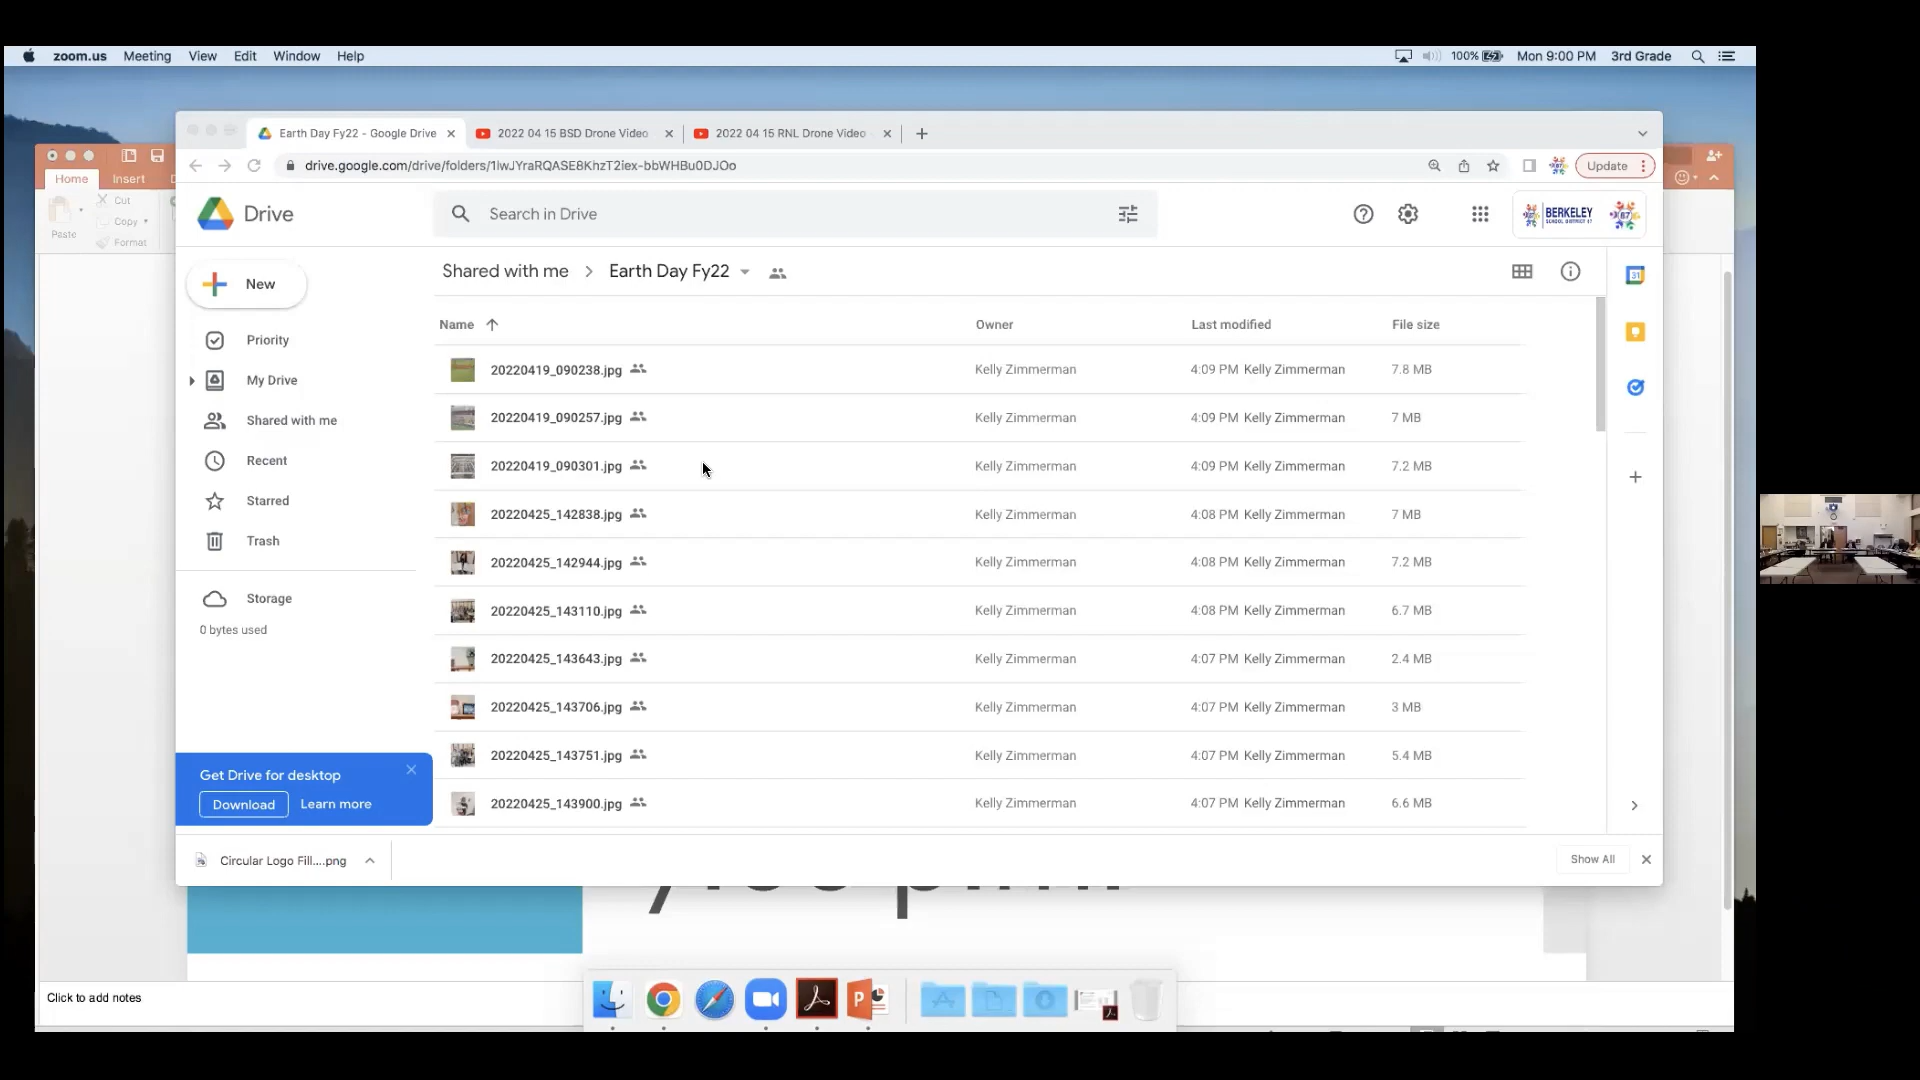 zoom.us Meeting View Edit Window Help 100% Mon 9:00 PM 3rd Grade
Earth Day Fy22 - Google Drive 2022 04 15 BSD Drone Video 2022 04 15 RNL Drone Video
drive.google.com/drive/folders/1lwJYraRQASE8KhzT2iex-bbWHBu0DJOo Update
Home Insert
Cut
Copy
Paste
Format
Drive Search in Drive BERKELEY
New
Shared with me > Earth Day Fy22
Priority
My Drive
Shared with me
Recent
Starred
Trash
Storage
0 bytes used
Name Owner Last modified File size
20220419_090238.jpg Kelly Zimmerman 4:09 PM Kelly Zimmerman 7.8 MB
20220419_090257.jpg Kelly Zimmerman 4:09 PM Kelly Zimmerman 7 MB
20220419_090301.jpg Kelly Zimmerman 4:09 PM Kelly Zimmerman 7.2 MB
20220425_142838.jpg Kelly Zimmerman 4:08 PM Kelly Zimmerman 7 MB
20220425_142944.jpg Kelly Zimmerman 4:08 PM Kelly Zimmerman 7.2 MB
20220425_143110.jpg Kelly Zimmerman 4:08 PM Kelly Zimmerman 6.7 MB
20220425_143643.jpg Kelly Zimmerman 4:07 PM Kelly Zimmerman 2.4 MB
20220425_143706.jpg Kelly Zimmerman 4:07 PM Kelly Zimmerman 3 MB
20220425_143751.jpg Kelly Zimmerman 4:07 PM Kelly Zimmerman 5.4 MB
20220425_143900.jpg Kelly Zimmerman 4:07 PM Kelly Zimmerman 6.6 MB
Get Drive for desktop
Download Learn more
Circular Logo Fill....png Show All
Click to add notes